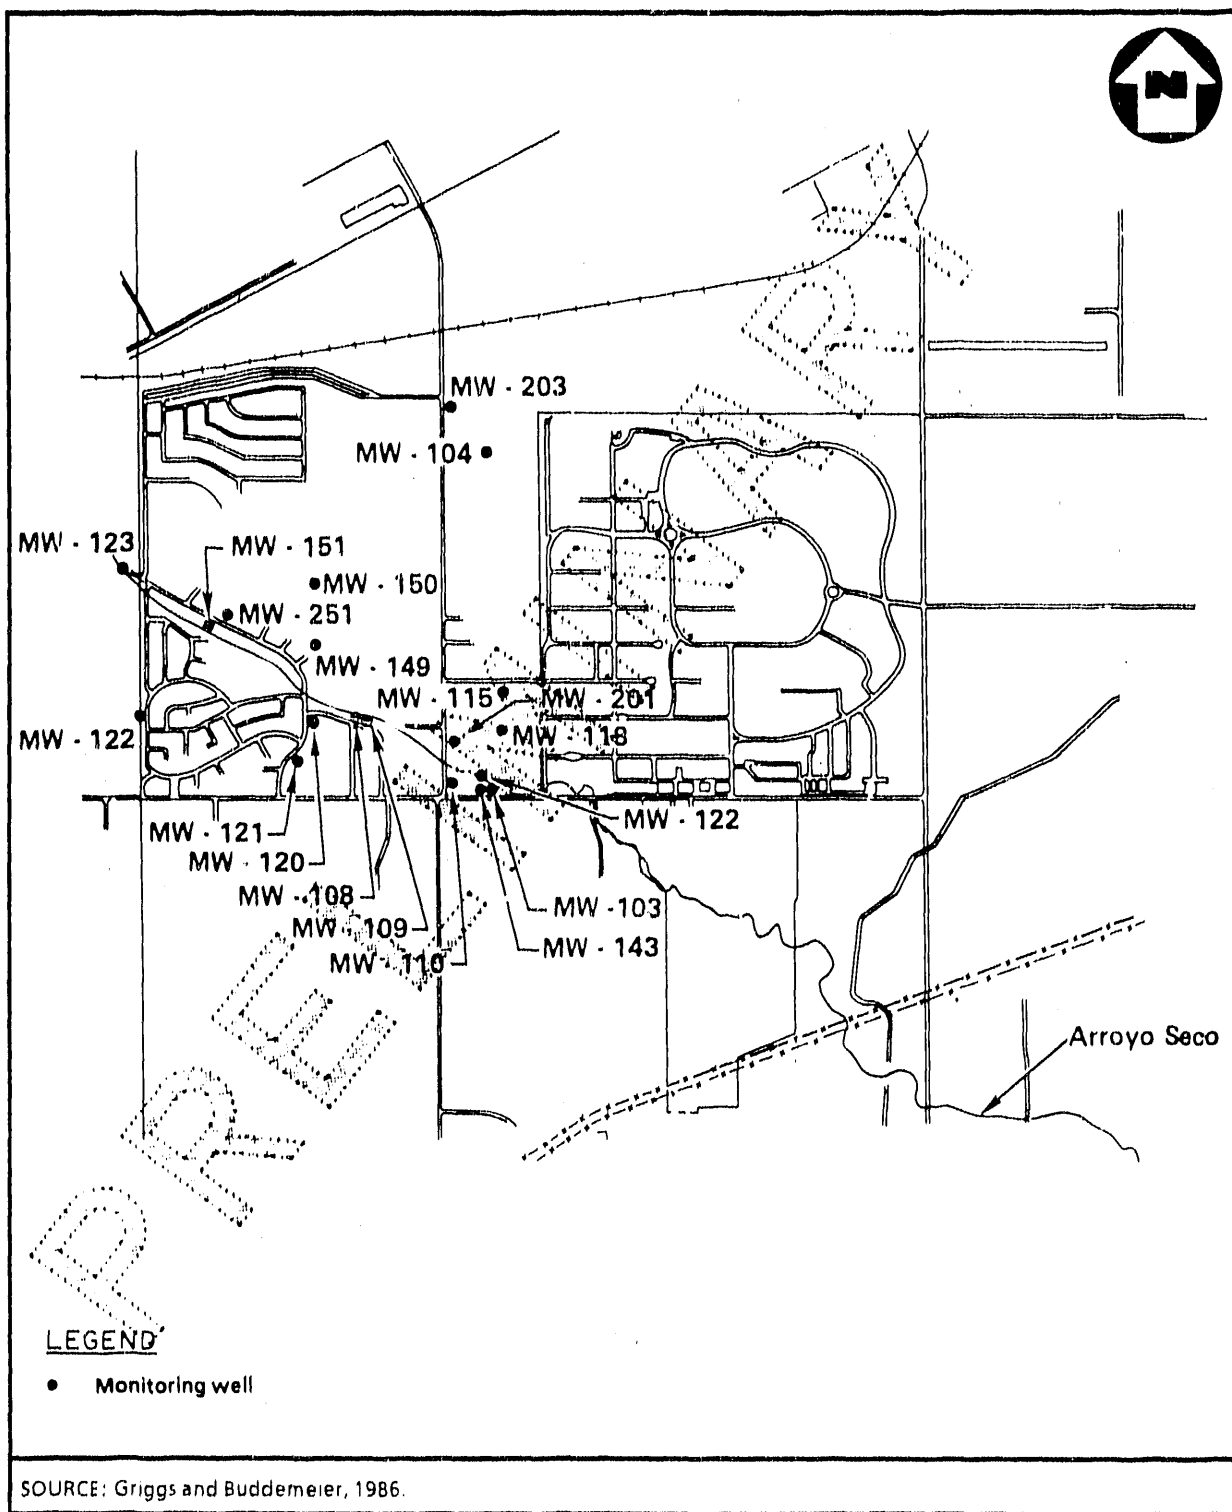 N
MW - 203
MW - 104
MW - 123
MW - 151
MW - 150
MW - 251
MW - 149
MW - 115
MW - 201
MW - 122
MW - 118
MW - 121
MW - 122
MW - 120
MW - 108
MW - 103
MW - 109
MW - 143
MW - 110
Arroyo Seco
PRELIMINARY
LEGEND
Monitoring well
SOURCE: Griggs and Buddemeier, 1986.